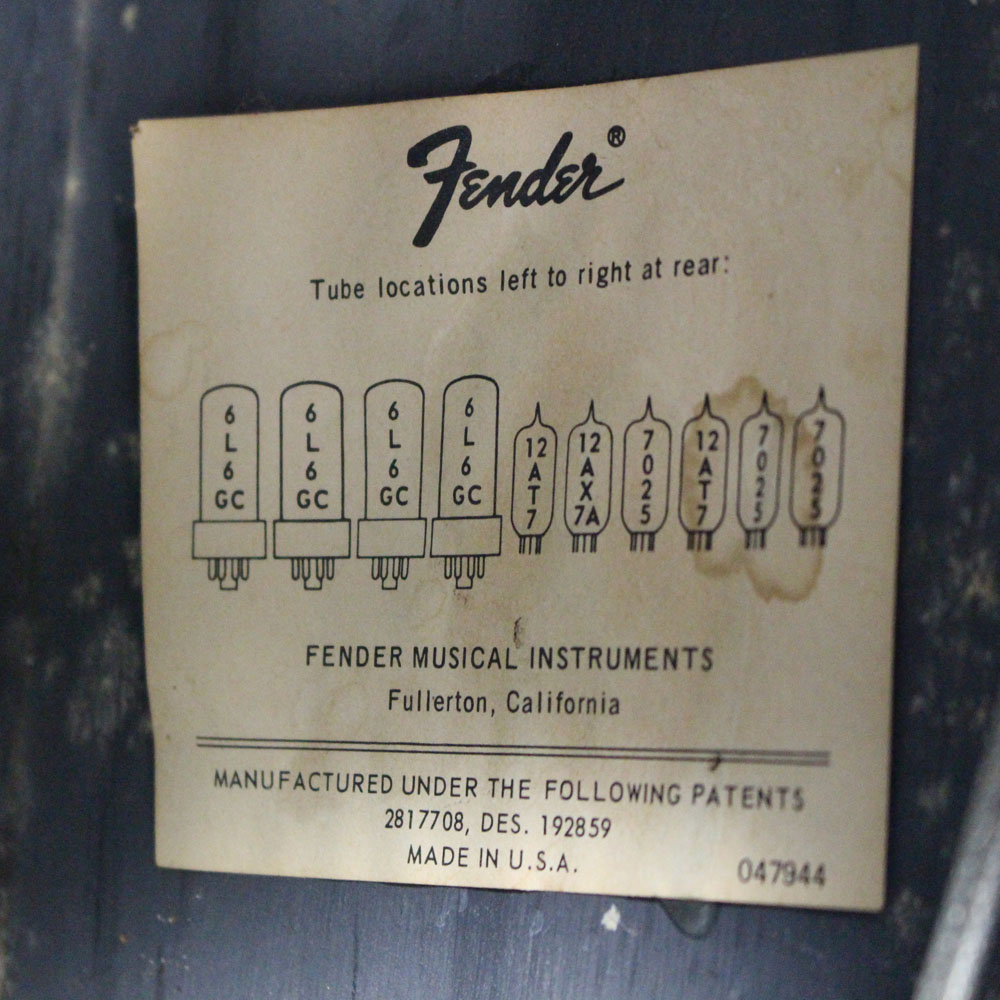 Fender®
Tube locations left to right at rear:
6L6GC 6L6GC 6L6GC 6L6GC 12AT7 12AX7A 7025 12AT7 7025 7025
FENDER MUSICAL INSTRUMENTS
Fullerton, California
MANUFACTURED UNDER THE FOLLOWING PATENTS
2817708, DES. 192859
MADE IN U.S.A.
047944